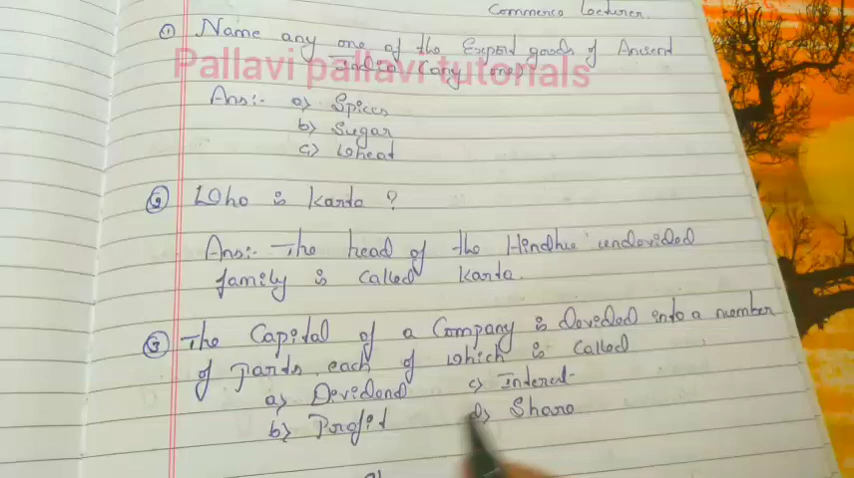 Commerce Lecturer.
① Name any one of the Export goods of Ancient
India (any one)
Pallavi pallavi tutorials
Ans:- a) Spices
b) Sugar
c) Wheat
② Who is karta ?
Ans:- The head of the Hindhu undevided
family is called karta.
③ The Capital of a Company is devided into a number
of Parts each of which is called
a) Devidend c) interest
b) Profit d) Share